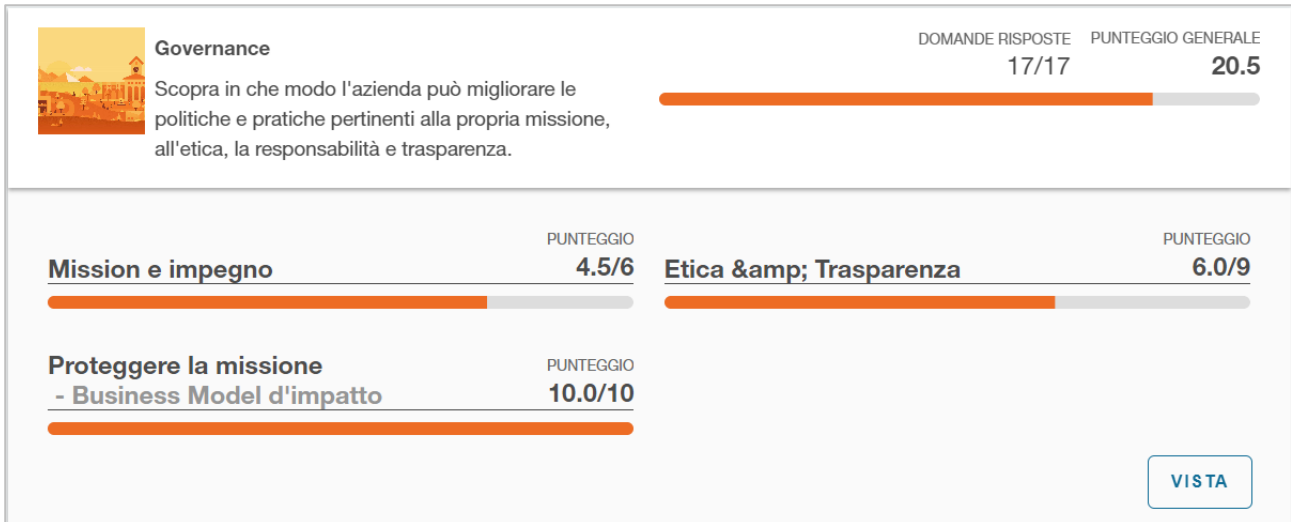 Governance
Scopra in che modo l'azienda può migliorare le
politiche e pratiche pertinenti alla propria missione,
all'etica, la responsabilità e trasparenza.
DOMANDE RISPOSTE PUNTEGGIO GENERALE
17/17 20.5
PUNTEGGIO
Mission e impegno 4.5/6
PUNTEGGIO
Etica &amp; Trasparenza 6.0/9
Proteggere la missione PUNTEGGIO
- Business Model d'impatto 10.0/10
VISTA